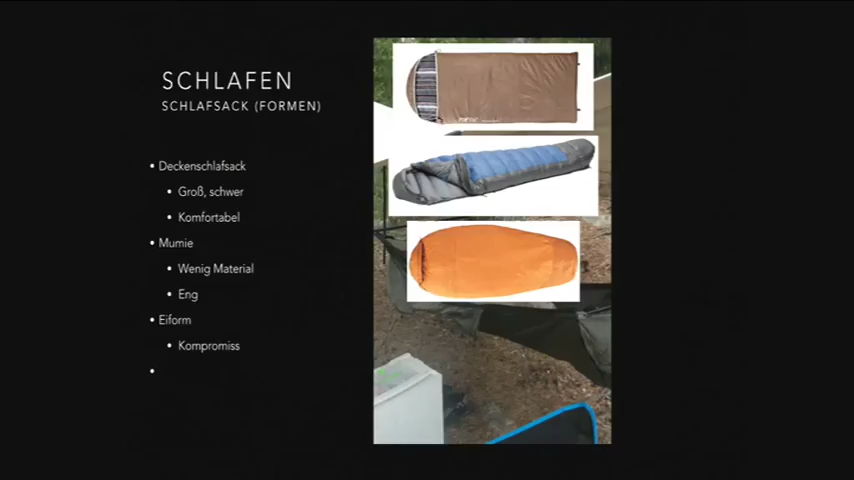 SCHLAFEN
SCHLAFSACK (FORMEN)
• Deckenschlafsack
• Groß, schwer
• Komfortabel
• Mumie
• Wenig Material
• Eng
• Eiform
• Kompromiss
•